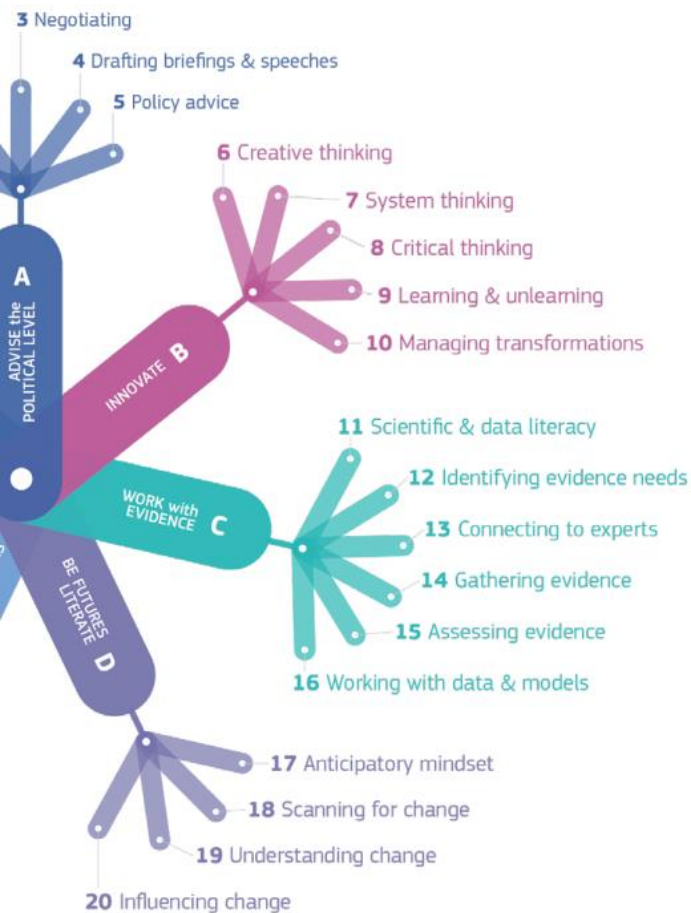 3 Negotiating
4 Drafting briefings & speeches
5 Policy advice
6 Creative thinking
7 System thinking
8 Critical thinking
9 Learning & unlearning
10 Managing transformations
A
ADVISE the
POLITICAL LEVEL
INNOVATE B
11 Scientific & data literacy
12 Identifying evidence needs
13 Connecting to experts
14 Gathering evidence
15 Assessing evidence
16 Working with data & models
WORK with
EVIDENCE C
BE FUTURES
LITERATE D
17 Anticipatory mindset
18 Scanning for change
19 Understanding change
20 Influencing change